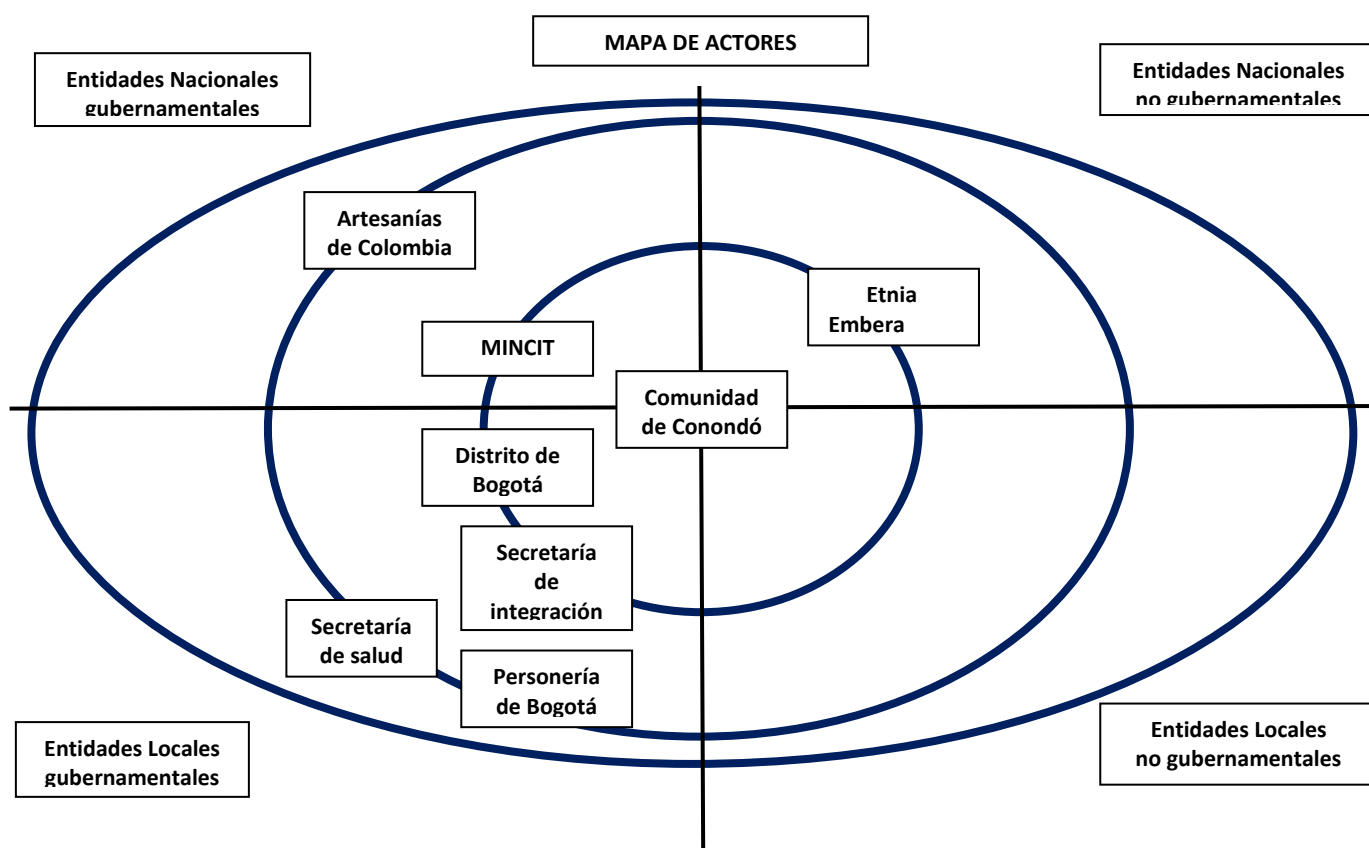 MAPA DE ACTORES
Entidades Nacionales
gubernamentales
Entidades Nacionales
no gubernamentales
Artesanías
de Colombia
Etnia
Embera
MINCIT
Comunidad
de Conondó
Distrito de
Bogotá
Secretaría
de
integración
Secretaría
de salud
Personería
de Bogotá
Entidades Locales
gubernamentales
Entidades Locales
no gubernamentales